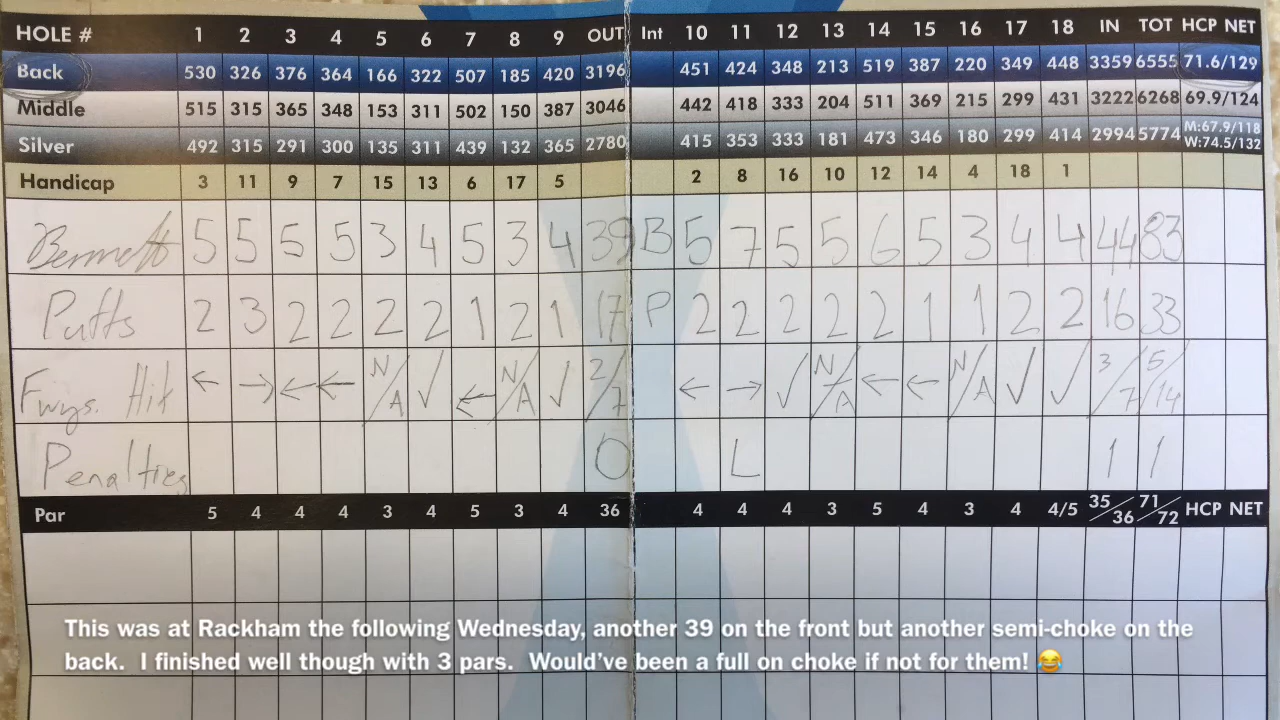 HOLE # 1 2 3 4 5 6 7 8 9 OUT Int 10 11 12 13 14 15 16 17 18 IN TOT HCP NET
Back 530 326 376 364 166 322 507 185 420 3196 451 424 348 213 519 387 220 349 448 3359 6555 71.6/129
Middle 515 315 365 348 153 311 502 150 387 3046 442 418 333 204 511 369 215 299 431 3222 6268 69.9/124
Silver 492 315 291 300 135 311 439 132 365 2780 415 353 333 181 473 346 180 299 414 2994 5774 M:67.9/118 W:74.5/132
Handicap 3 11 9 7 15 13 6 17 5 2 8 16 10 12 14 4 18 1
Bennett 5 5 5 5 3 4 5 3 4 39 B 5 7 5 5 6 5 3 4 4 44 83
Putts 2 3 2 2 2 2 1 2 1 17 P 2 2 2 2 2 1 1 2 2 16 33
Fwys. Hit ← → ← ← N/A ✓ ← N/A ✓ 2/7 ← → ✓ N/A ← ← N/A ✓ ✓ 3/7 5/14
Penalties 0 L 1 1
Par 5 4 4 4 3 4 5 3 4 36 4 4 4 3 5 4 3 4 4/5 35/36 71/72 HCP NET
This was at Rackham the following Wednesday, another 39 on the front but another semi-choke on the
back. I finished well though with 3 pars. Would've been a full on choke if not for them! 😂